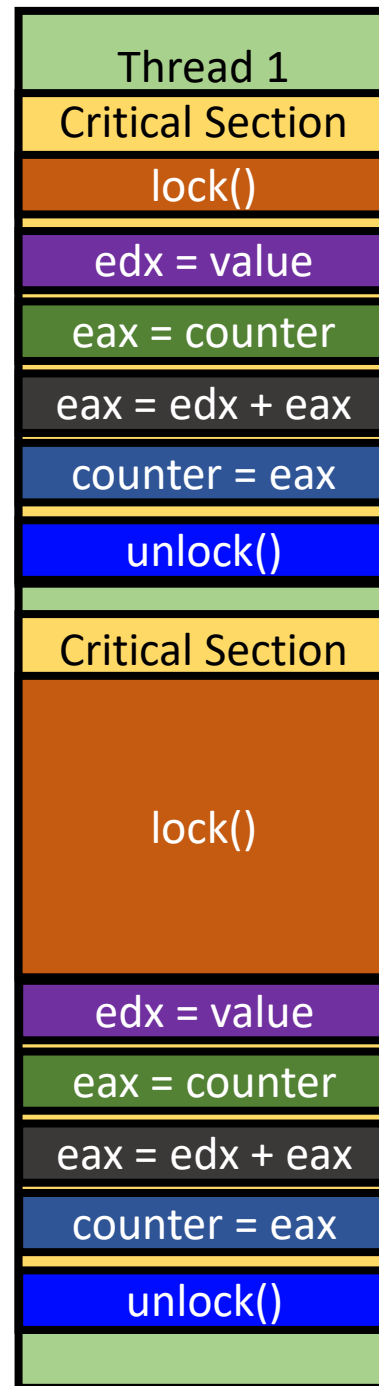 Thread 1
Critical Section
lock()
edx = value
eax = counter
eax = edx + eax
counter = eax
unlock()
Critical Section
lock()
edx = value
eax = counter
eax = edx + eax
counter = eax
unlock()